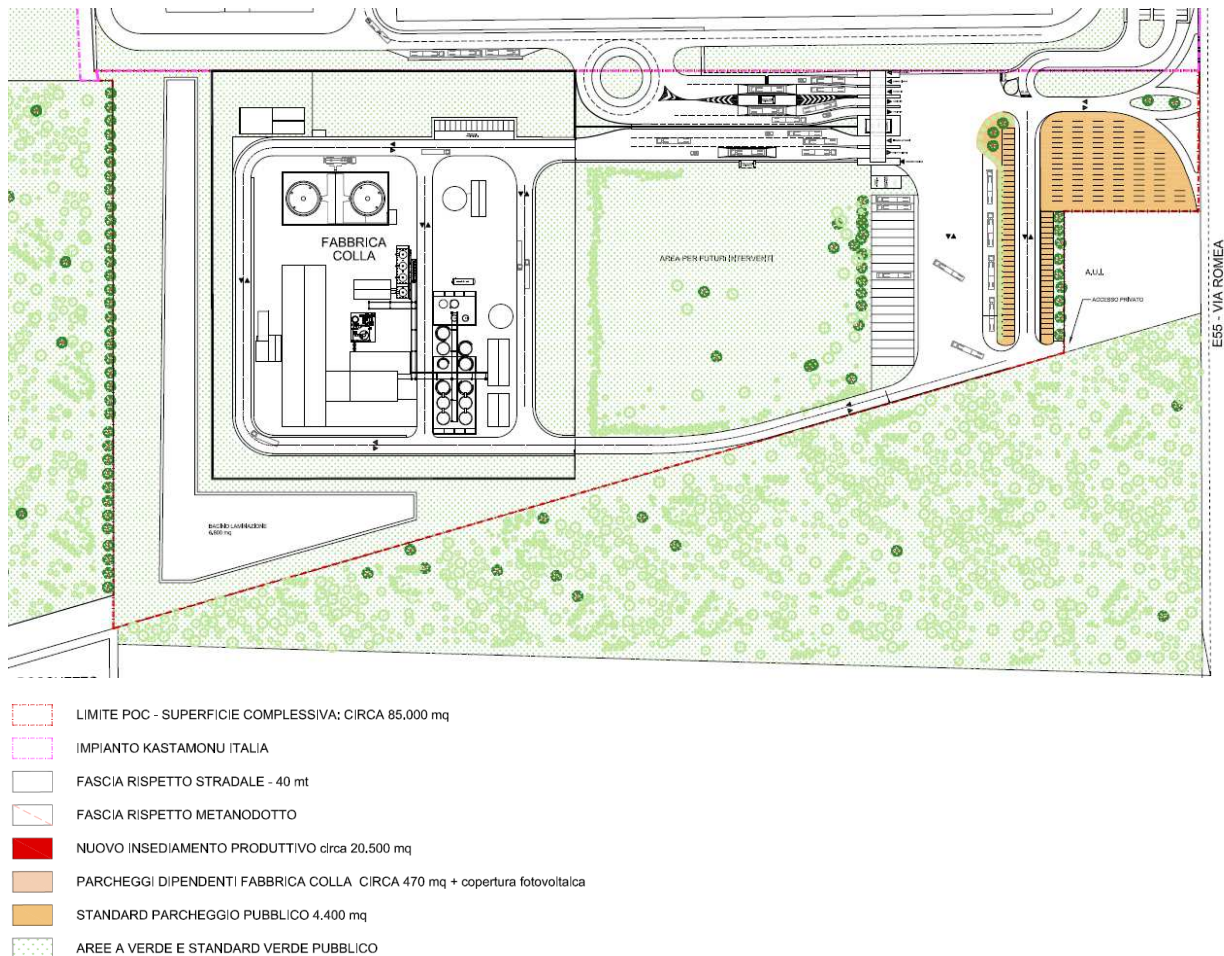 FABBRICA
COLLA
AREA PER FUTURI INTERVENTI
A.U.I.
ACCESSO PRIVATO
E55 - VIA ROMEA
BACINO LAMINAZIONE
6.800 mq
LIMITE POC - SUPERFICIE COMPLESSIVA: CIRCA 85.000 mq
IMPIANTO KASTAMONU ITALIA
FASCIA RISPETTO STRADALE - 40 mt
FASCIA RISPETTO METANODOTTO
NUOVO INSEDIAMENTO PRODUTTIVO circa 20.500 mq
PARCHEGGI DIPENDENTI FABBRICA COLLA CIRCA 470 mq + copertura fotovoltaica
STANDARD PARCHEGGIO PUBBLICO 4.400 mq
AREE A VERDE E STANDARD VERDE PUBBLICO